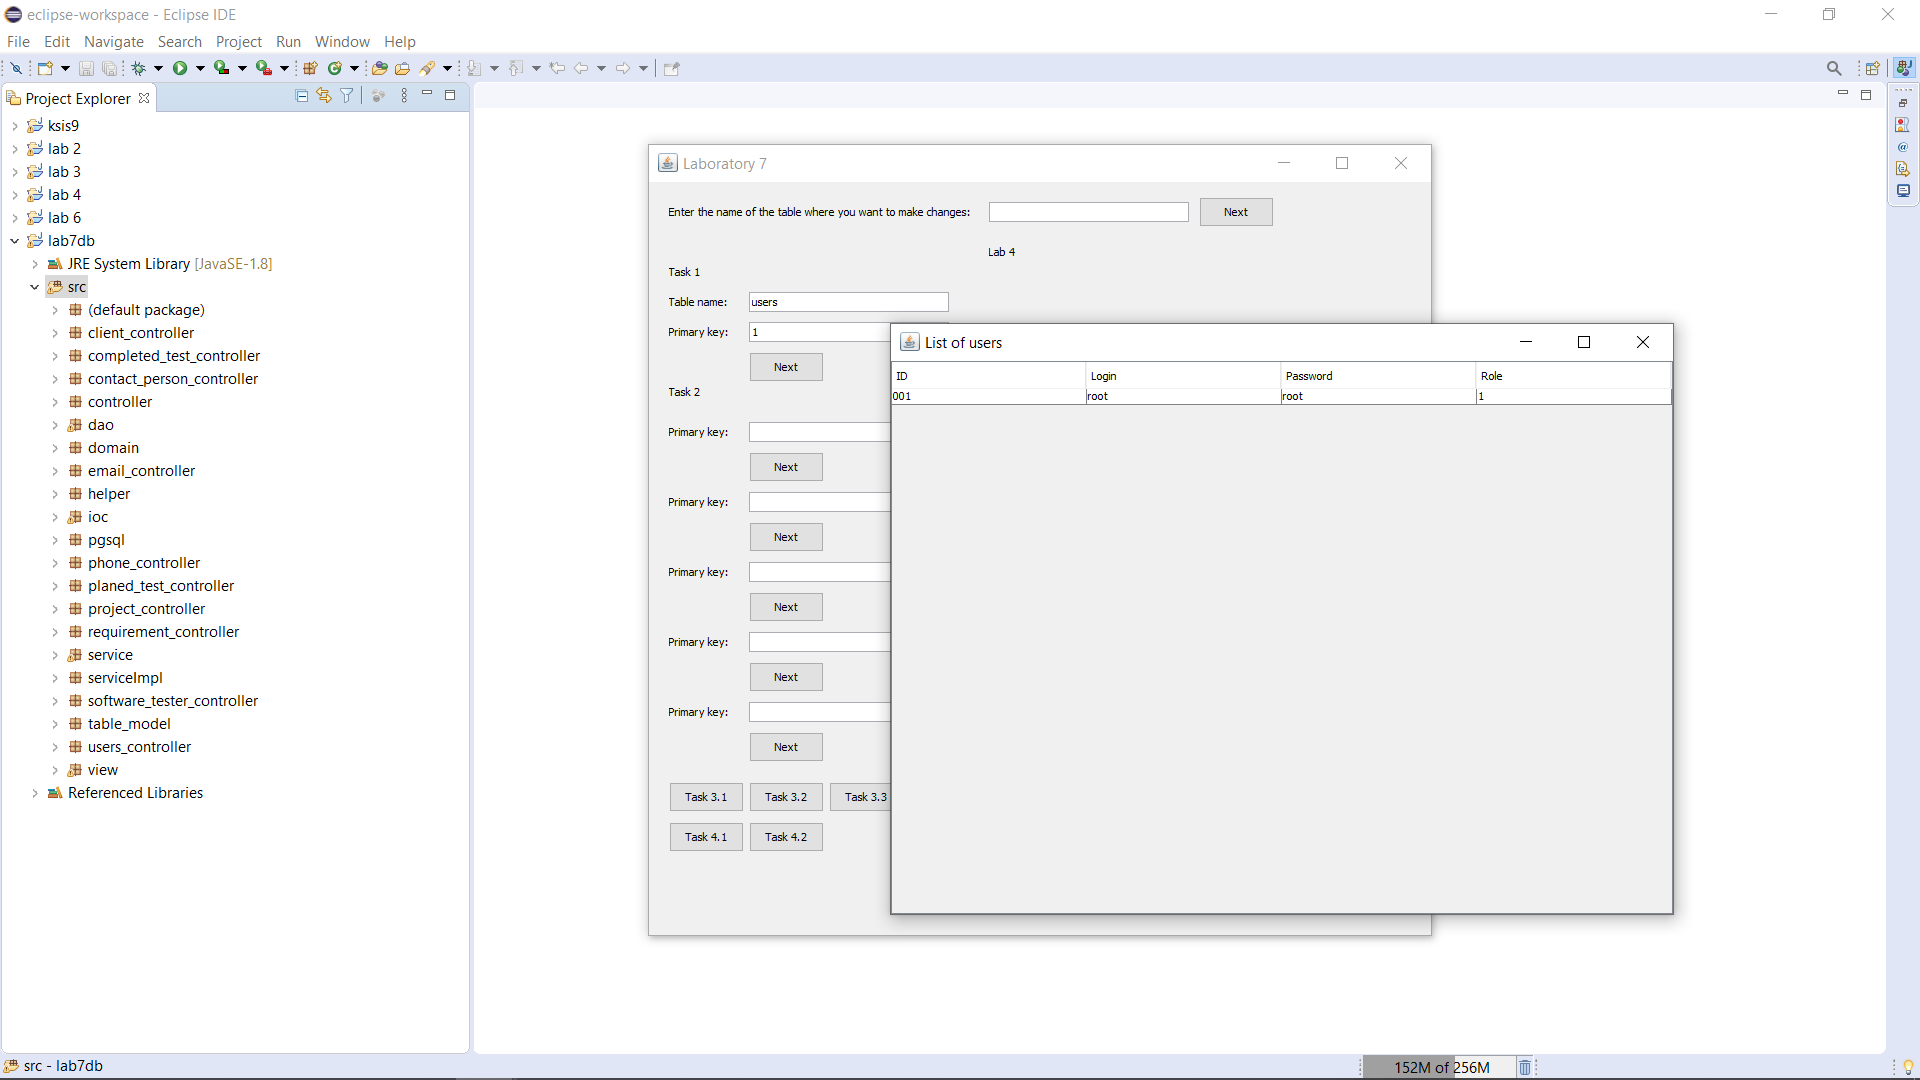 eclipse-workspace - Eclipse IDE
File Edit Navigate Search Project Run Window Help
Project Explorer
ksis9
lab 2
lab 3
lab 4
lab 6
lab7db
JRE System Library [JavaSE-1.8]
src
(default package)
client_controller
completed_test_controller
contact_person_controller
controller
dao
domain
email_controller
helper
ioc
pgsql
phone_controller
planed_test_controller
project_controller
requirement_controller
service
serviceImpl
software_tester_controller
table_model
users_controller
view
Referenced Libraries
Laboratory 7
Enter the name of the table where you want to make changes: Next
Lab 4
Task 1
Table name: users
Primary key: 1
Next
Task 2
Primary key:
Next
Primary key:
Next
Primary key:
Next
Primary key:
Next
Primary key:
Next
Task 3.1 Task 3.2 Task 3.3
Task 4.1 Task 4.2
List of users
ID Login Password Role
001 root root 1
src - lab7db
152M of 256M